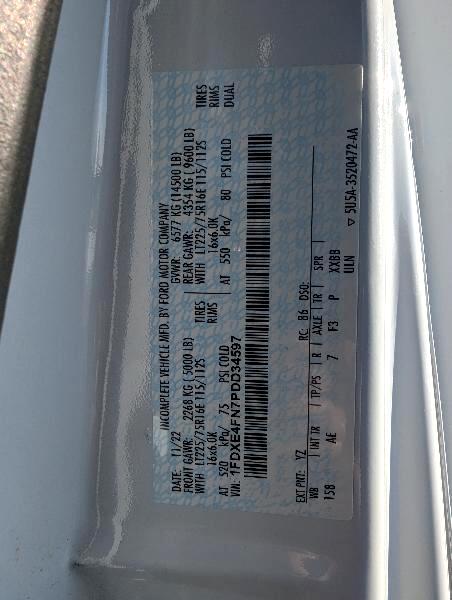 INCOMPLETE VEHICLE MFD. BY FORD MOTOR COMPANY
DATE: 11/22 GVWR: 6577 KG (14500 LB)
FRONT GAWR: 2268 KG (5000 LB) REAR GAWR: 4354 KG (9600 LB)
WITH LT225/75R16E 115/112S TIRES WITH LT225/75R16E 115/112S TIRES
16x6.0K RIMS 16x6.0K RIMS
AT 520 kPa/ 75 PSI COLD AT 550 kPa/ 80 PSI COLD DUAL
VIN: 1FDXE4FN7PDD34597
EXT PNT: YZ RC: 86 DSO:
WB INT TR TP/PS R AXLE TR SPR
158 AE 7 F3 P XXBB
ULN
▽ 5U5A-3520472-AA